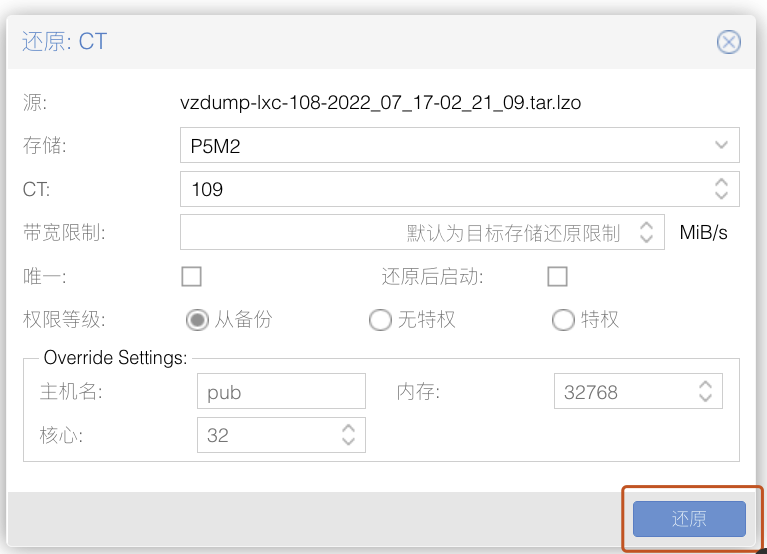 还原: CT
源: vzdump-lxc-108-2022_07_17-02_21_09.tar.lzo
存储: P5M2
CT: 109
带宽限制: 默认为目标存储还原限制 MiB/s
唯一: 还原后启动:
权限等级: 从备份 无特权 特权
Override Settings:
主机名: pub 内存: 32768
核心: 32
还原